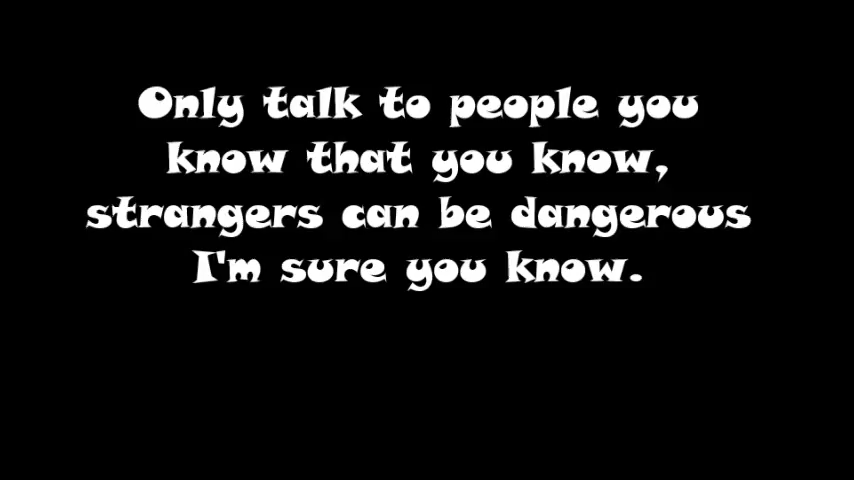 Only talk to people you
know that you know,
strangers can be dangerous
I'm sure you know.